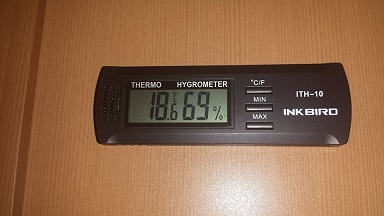 THERMO HYGROMETER
18.6 °C 69 %
°C/F
MIN
MAX
ITH-10
INKBIRD